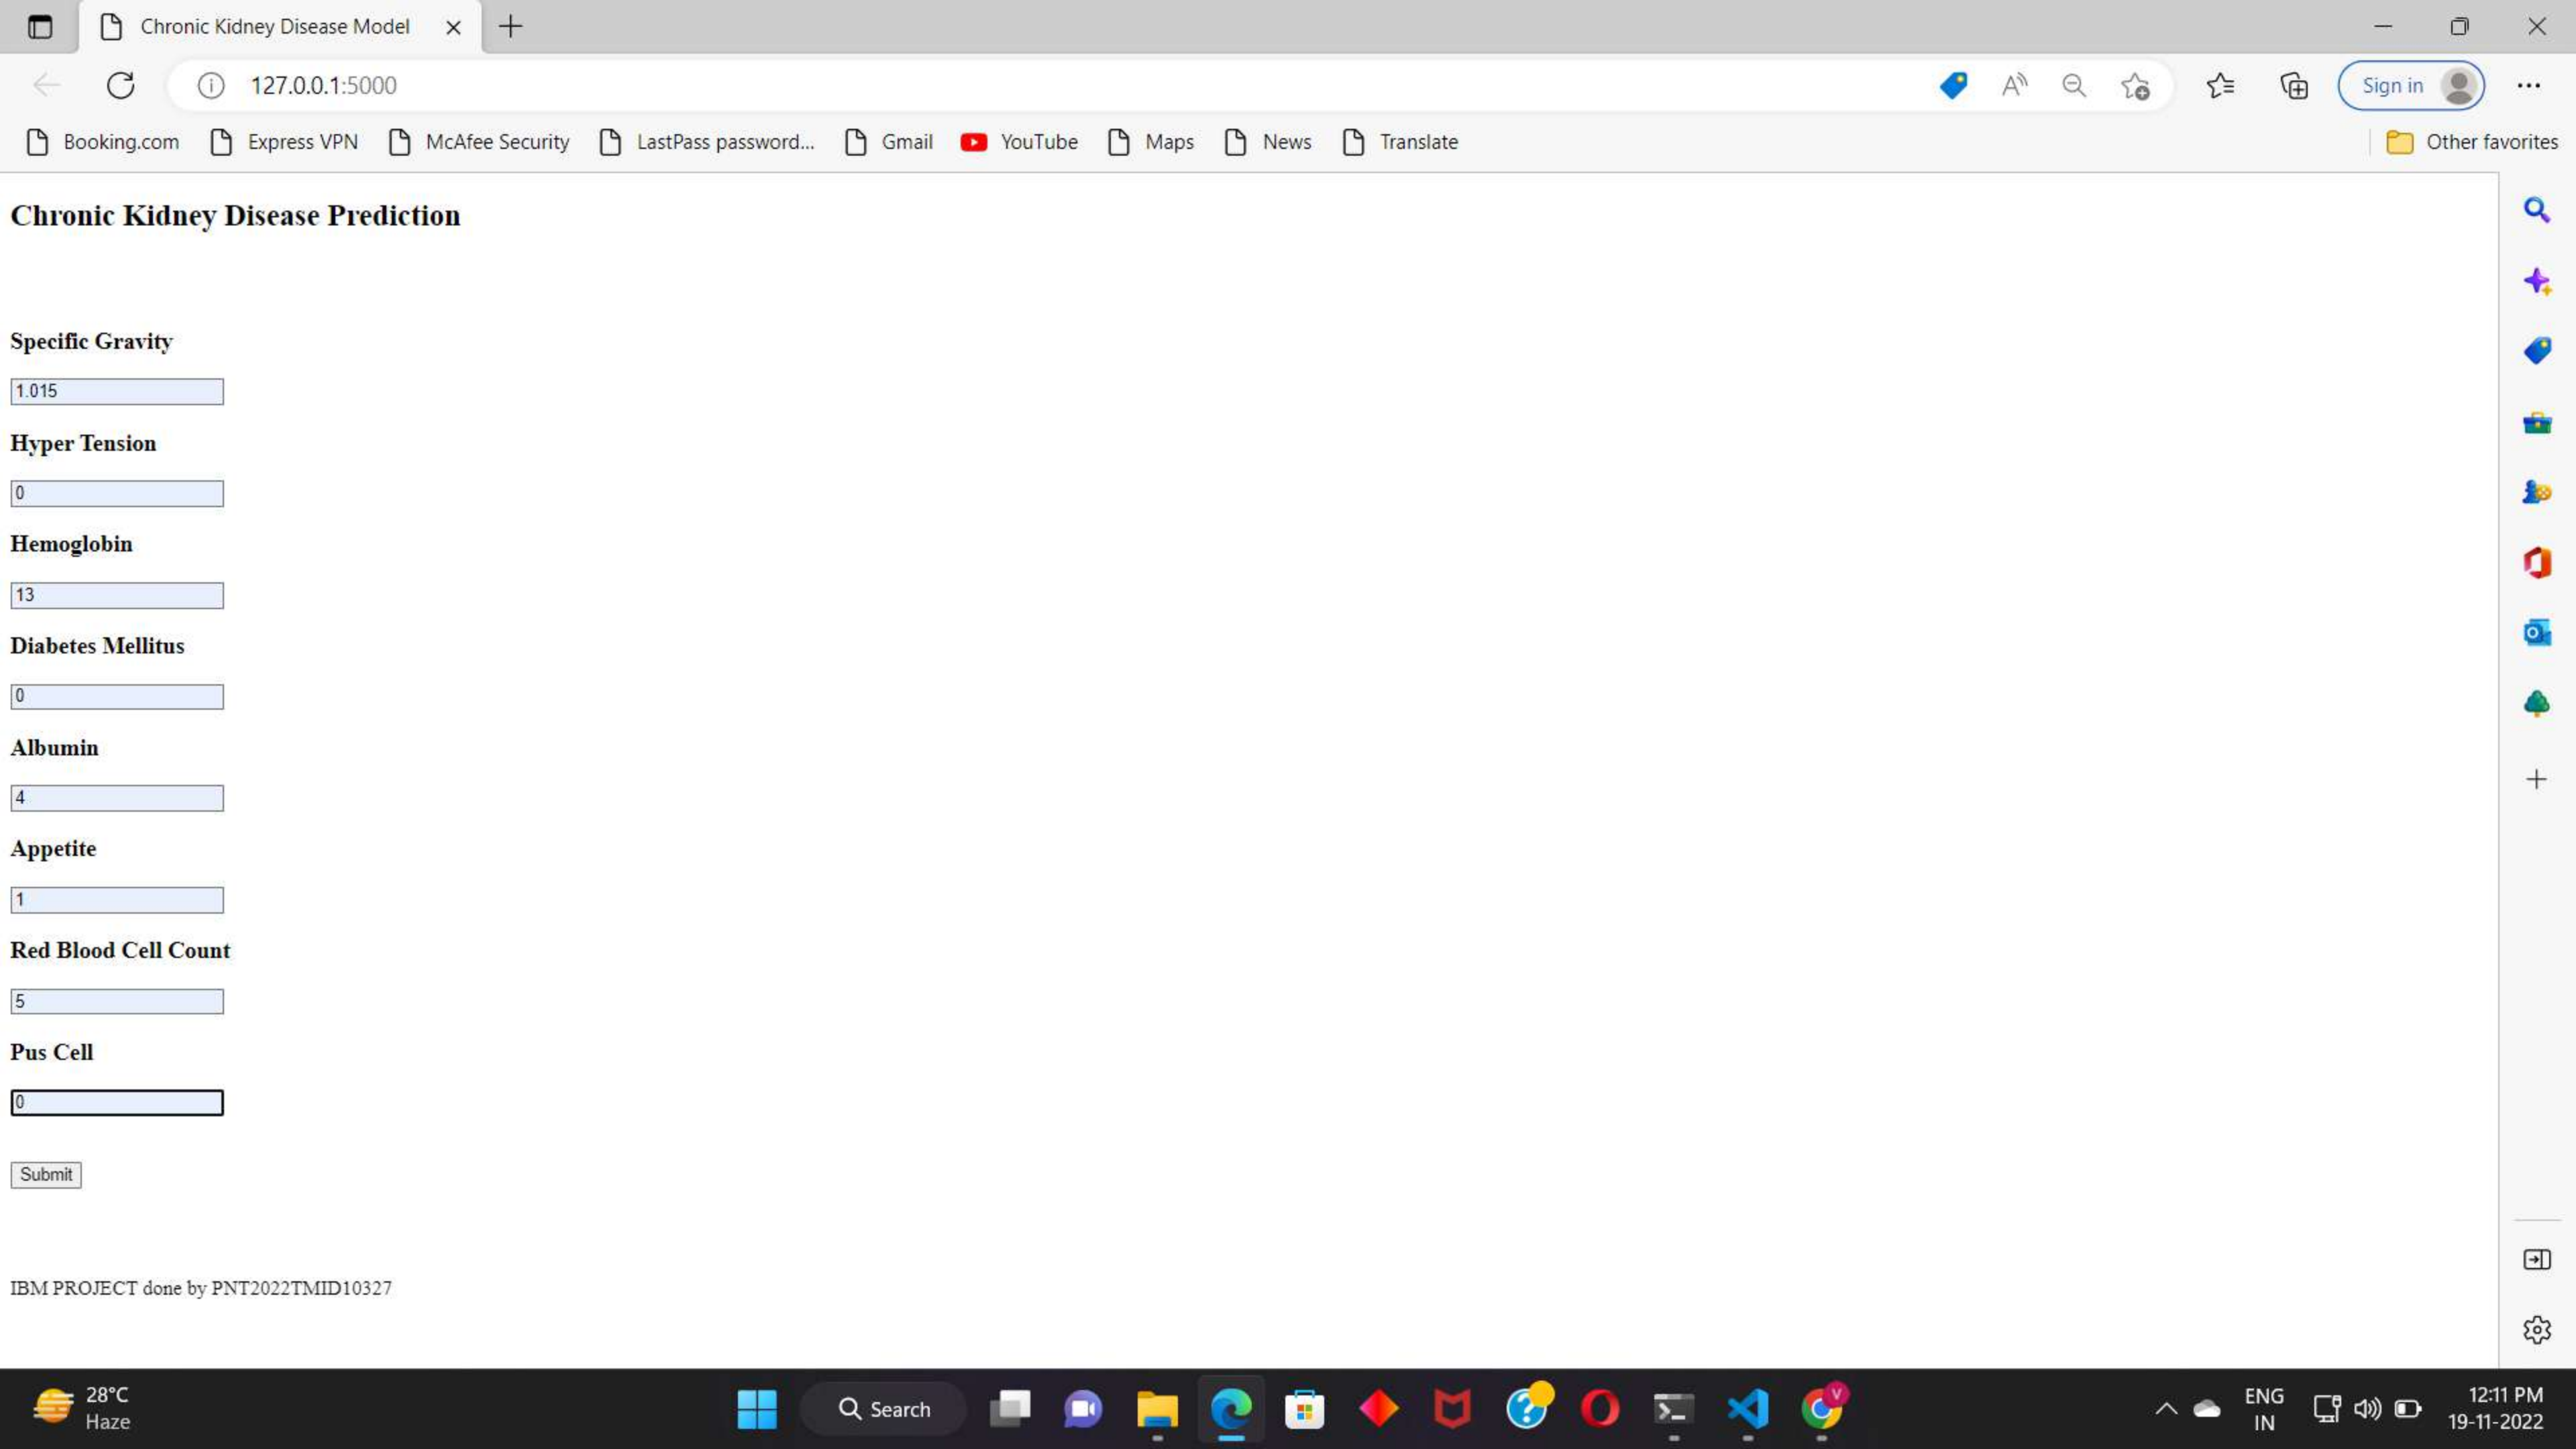 Chronic Kidney Disease Model
127.0.0.1:5000
Sign in
Booking.com Express VPN McAfee Security LastPass password... Gmail YouTube Maps News Translate Other favorites
Chronic Kidney Disease Prediction
Specific Gravity
1.015
Hyper Tension
0
Hemoglobin
13
Diabetes Mellitus
0
Albumin
4
Appetite
1
Red Blood Cell Count
5
Pus Cell
0
Submit
IBM PROJECT done by PNT2022TMID10327
28°C
Haze
Search
V
ENG
IN
12:11 PM
19-11-2022